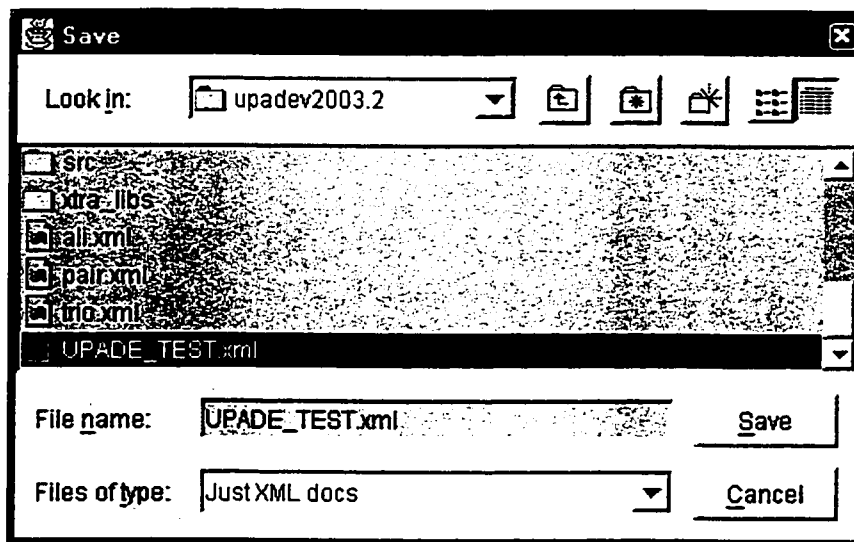 Save
Look in: upadev2003.2
src
xtra_libs
all.xml
pair.xml
trio.xml
UPADE_TEST.xml
File name: UPADE_TEST.xml Save
Files of type: Just XML docs Cancel